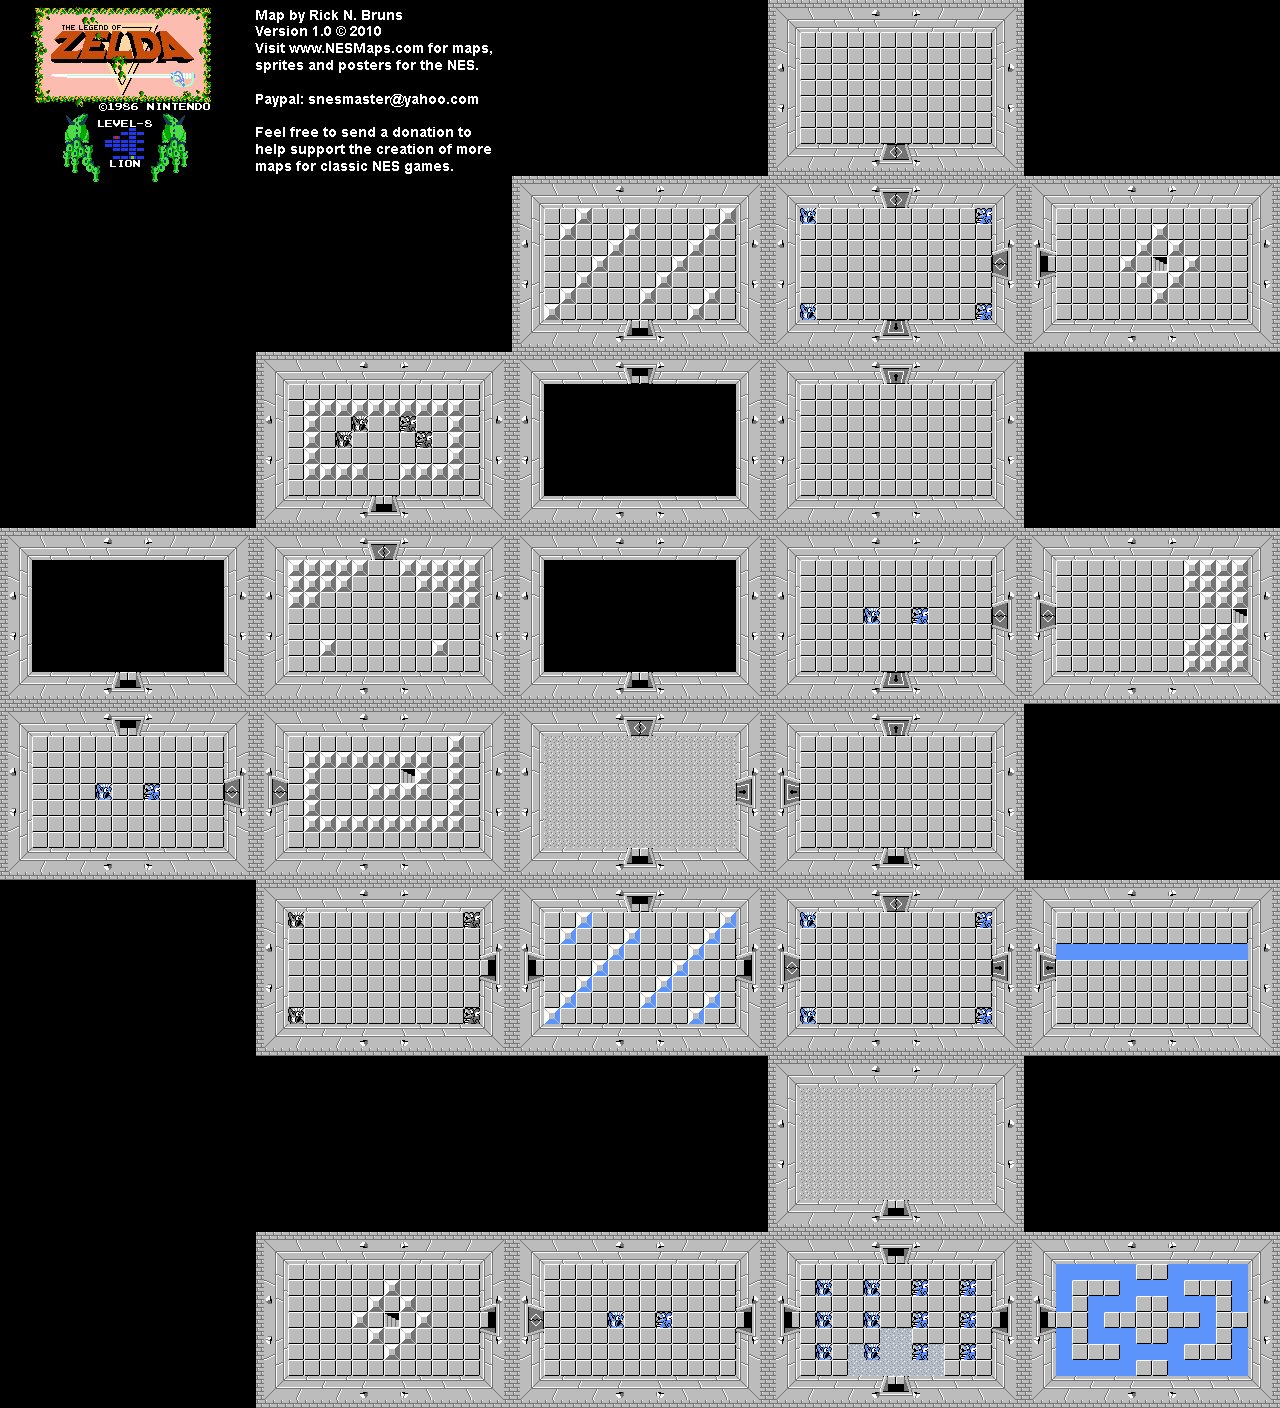 THE LEGEND OF
ZELDA
©1986 NINTENDO
LEVEL-8
LION
Map by Rick N. Bruns
Version 1.0 © 2010
Visit www.NESMaps.com for maps,
sprites and posters for the NES.
Paypal: snesmaster@yahoo.com
Feel free to send a donation to
help support the creation of more
maps for classic NES games.